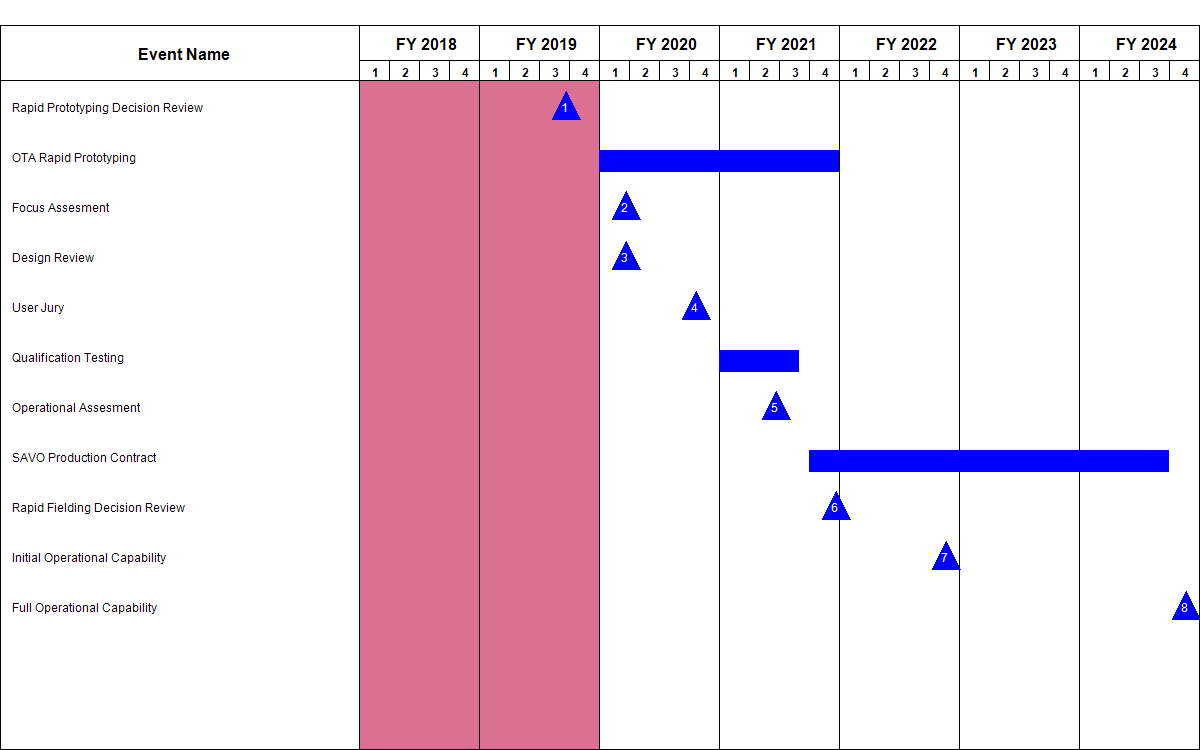 Event Name
FY 2018 FY 2019 FY 2020 FY 2021 FY 2022 FY 2023 FY 2024
1 2 3 4 1 2 3 4 1 2 3 4 1 2 3 4 1 2 3 4 1 2 3 4 1 2 3 4
Rapid Prototyping Decision Review 1
OTA Rapid Prototyping
Focus Assesment 2
Design Review 3
User Jury 4
Qualification Testing
Operational Assesment 5
SAVO Production Contract
Rapid Fielding Decision Review 6
Initial Operational Capability 7
Full Operational Capability 8